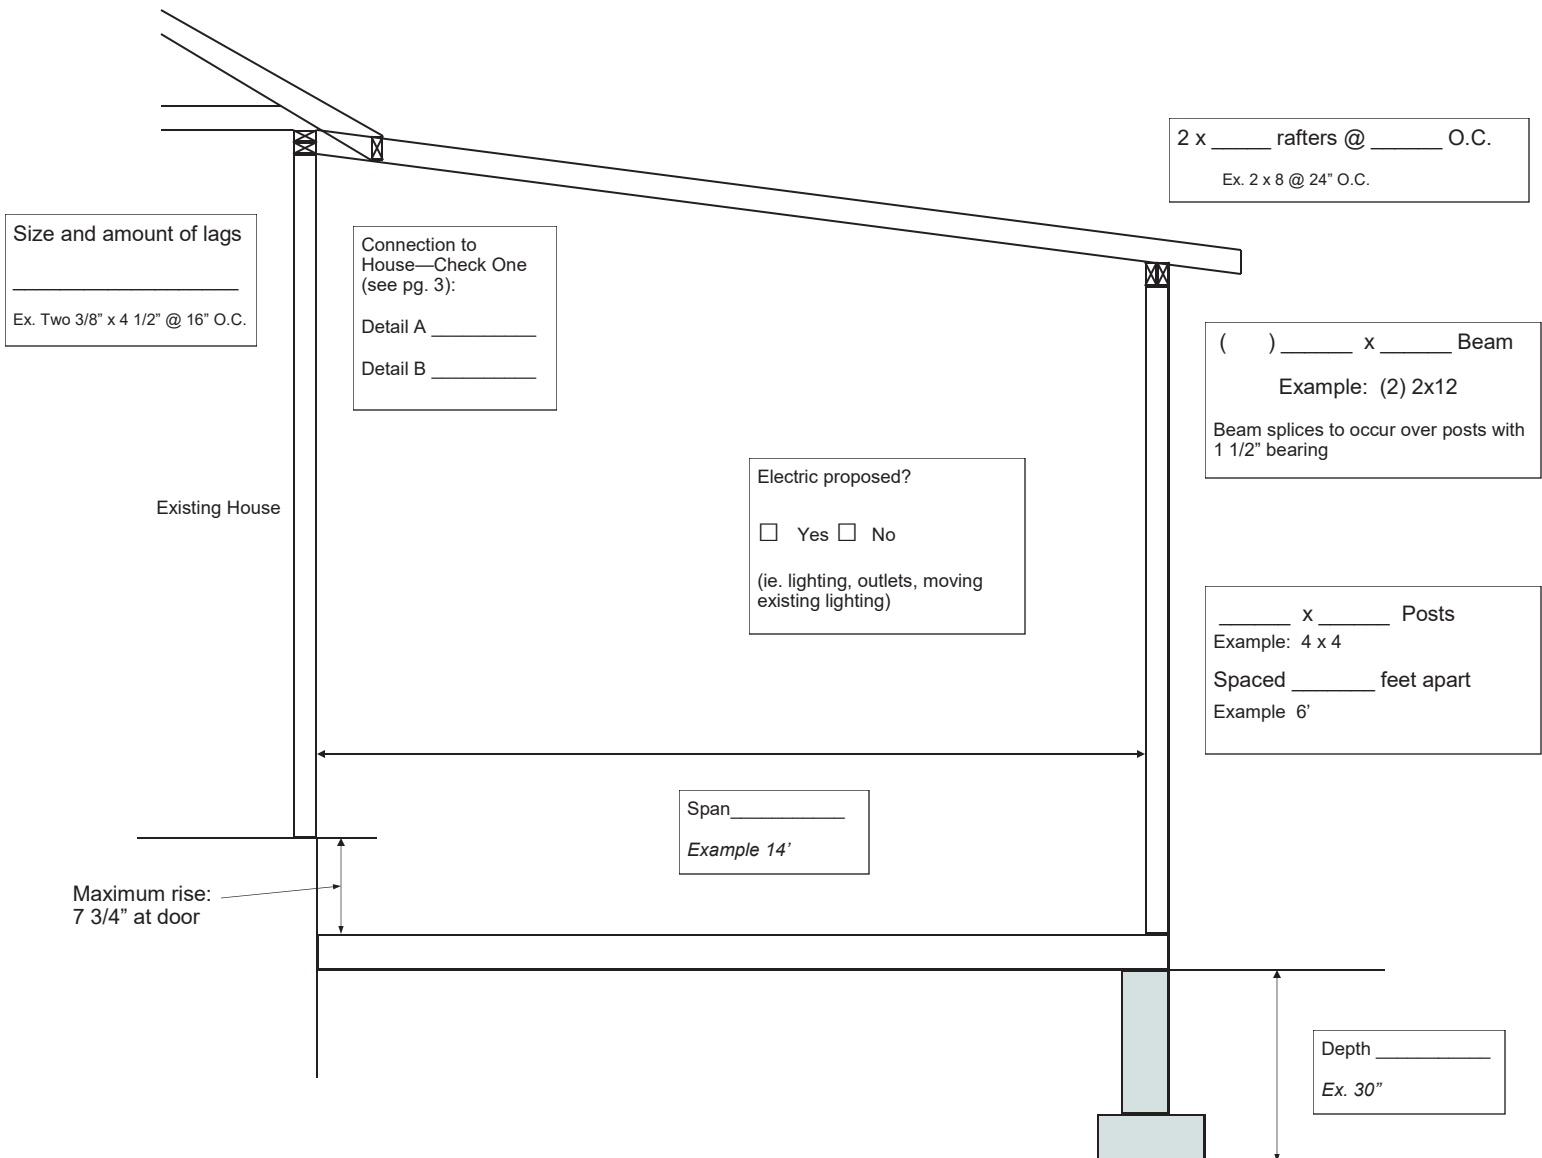 2 x _____ rafters @ ______ O.C.
Ex. 2 x 8 @ 24” O.C.
Size and amount of lags
___________________
Ex. Two 3/8” x 4 1/2” @ 16” O.C.
Connection to
House—Check One
(see pg. 3):
Detail A __________
Detail B __________
( ) ______ x ______ Beam
Example: (2) 2x12
Beam splices to occur over posts with
1 1/2” bearing
Electric proposed?
☐ Yes ☐ No
(ie. lighting, outlets, moving
existing lighting)
Existing House
______ x ______ Posts
Example: 4 x 4
Spaced _______ feet apart
Example 6’
Span___________
Example 14’
Maximum rise:
7 3/4” at door
Depth ___________
Ex. 30”